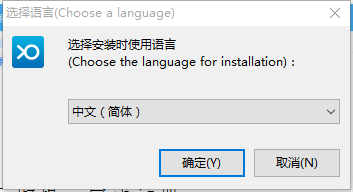 选择语言(Choose a language)
选择安装时使用语言
(Choose the language for installation)：
中文（简体）
确定(Y)
取消(N)